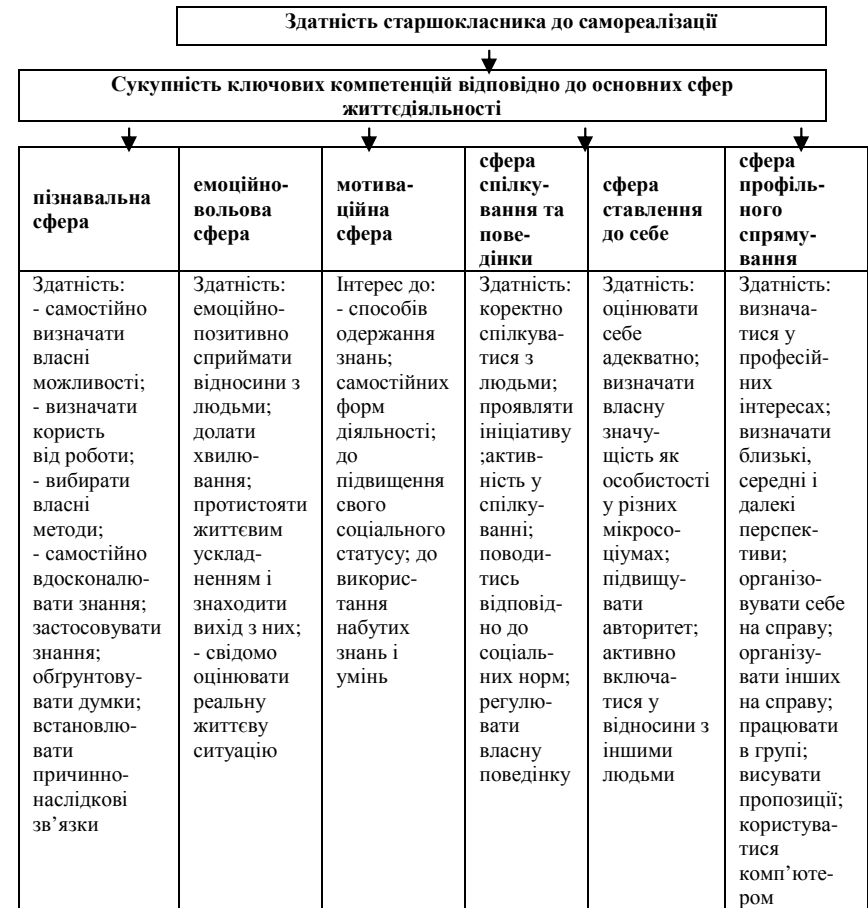 Здатність старшокласника до самореалізації
Сукупність ключових компетенцій відповідно до основних сфер
життєдіяльності
пізнавальна
сфера
емоційно-
вольова
сфера
мотива-
ційна
сфера
сфера
спілку-
вання та
пове-
дінки
сфера
ставлення
до себе
сфера
профіль-
ного
спряму-
вання
Здатність:
- самостійно
визначати
власні
можливості;
- визначати
користь
від роботи;
- вибирати
власні
методи;
- самостійно
вдосконалю-
вати знання;
застосовувати
знання;
обґрунтову-
вати думки;
встановлю-
вати
причинно-
наслідкові
зв’язки
Здатність:
емоційно-
позитивно
сприймати
відносини з
людьми;
долати
хвилю-
вання;
протистояти
життєвим
усклад-
ненням і
знаходити
вихід з них;
- свідомо
оцінювати
реальну
життєву
ситуацію
Інтерес до:
- способів
одержання
знань;
самостійних
форм
діяльності;
до
підвищення
свого
соціального
статусу; до
викорис-
тання
набутих
знань і
умінь
Здатність:
коректно
спілкува-
тися з
людьми;
проявляти
ініціативу
;актив-
ність у
спілку-
ванні;
поводи-
тись
відповід-
но до
соціаль-
них норм;
регулю-
вати
власну
поведінку
Здатність:
оцінювати
себе
адекватно;
визначати
власну
значу-
щість як
особистості
у різних
мікросо-
ціумах;
підвищу-
вати
авторитет;
активно
включа-
тися у
відносини з
іншими
людьми
Здатність:
визнача-
тися у
професій-
них
інтересах;
визначати
близькі,
середні і
далекі
перспек-
тиви;
організо-
вувати себе
на справу;
організу-
вати інших
на справу;
працювати
в групі;
висувати
пропозиції;
користува-
тися
комп’юте-
ром